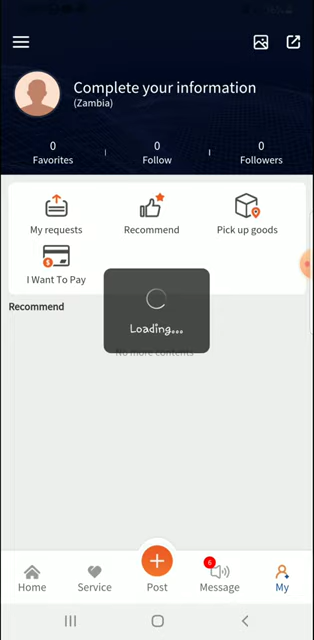 Complete your information
(Zambia)
0 0 0
Favorites Follow Followers
My requests Recommend Pick up goods
I Want To Pay
Recommend
Loading...
No more contents
6
Home Service Post Message My